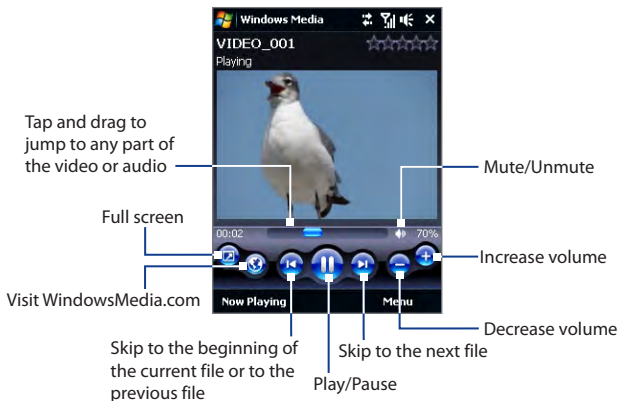 Windows Media
VIDEO_001
Playing
Tap and drag to
jump to any part of
the video or audio
Mute/Unmute
Full screen
00:02
70%
Increase volume
Visit WindowsMedia.com
Now Playing
Menu
Decrease volume
Skip to the beginning of
the current file or to the
previous file
Skip to the next file
Play/Pause